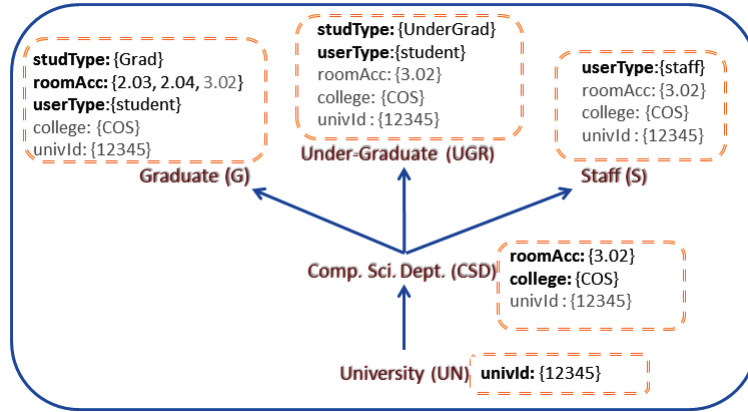 studType: {Grad}
roomAcc: {2.03, 2.04, 3.02}
userType:{student}
college: {COS}
univId : {12345}
Graduate (G)
studType: {UnderGrad}
userType: {student}
roomAcc: {3.02}
college: {COS}
univId : {12345}
Under-Graduate (UGR)
userType:{staff}
roomAcc: {3.02}
college: {COS}
univId : {12345}
Staff (S)
Comp. Sci. Dept. (CSD)
roomAcc: {3.02}
college: {COS}
univId : {12345}
University (UN)
univId: {12345}